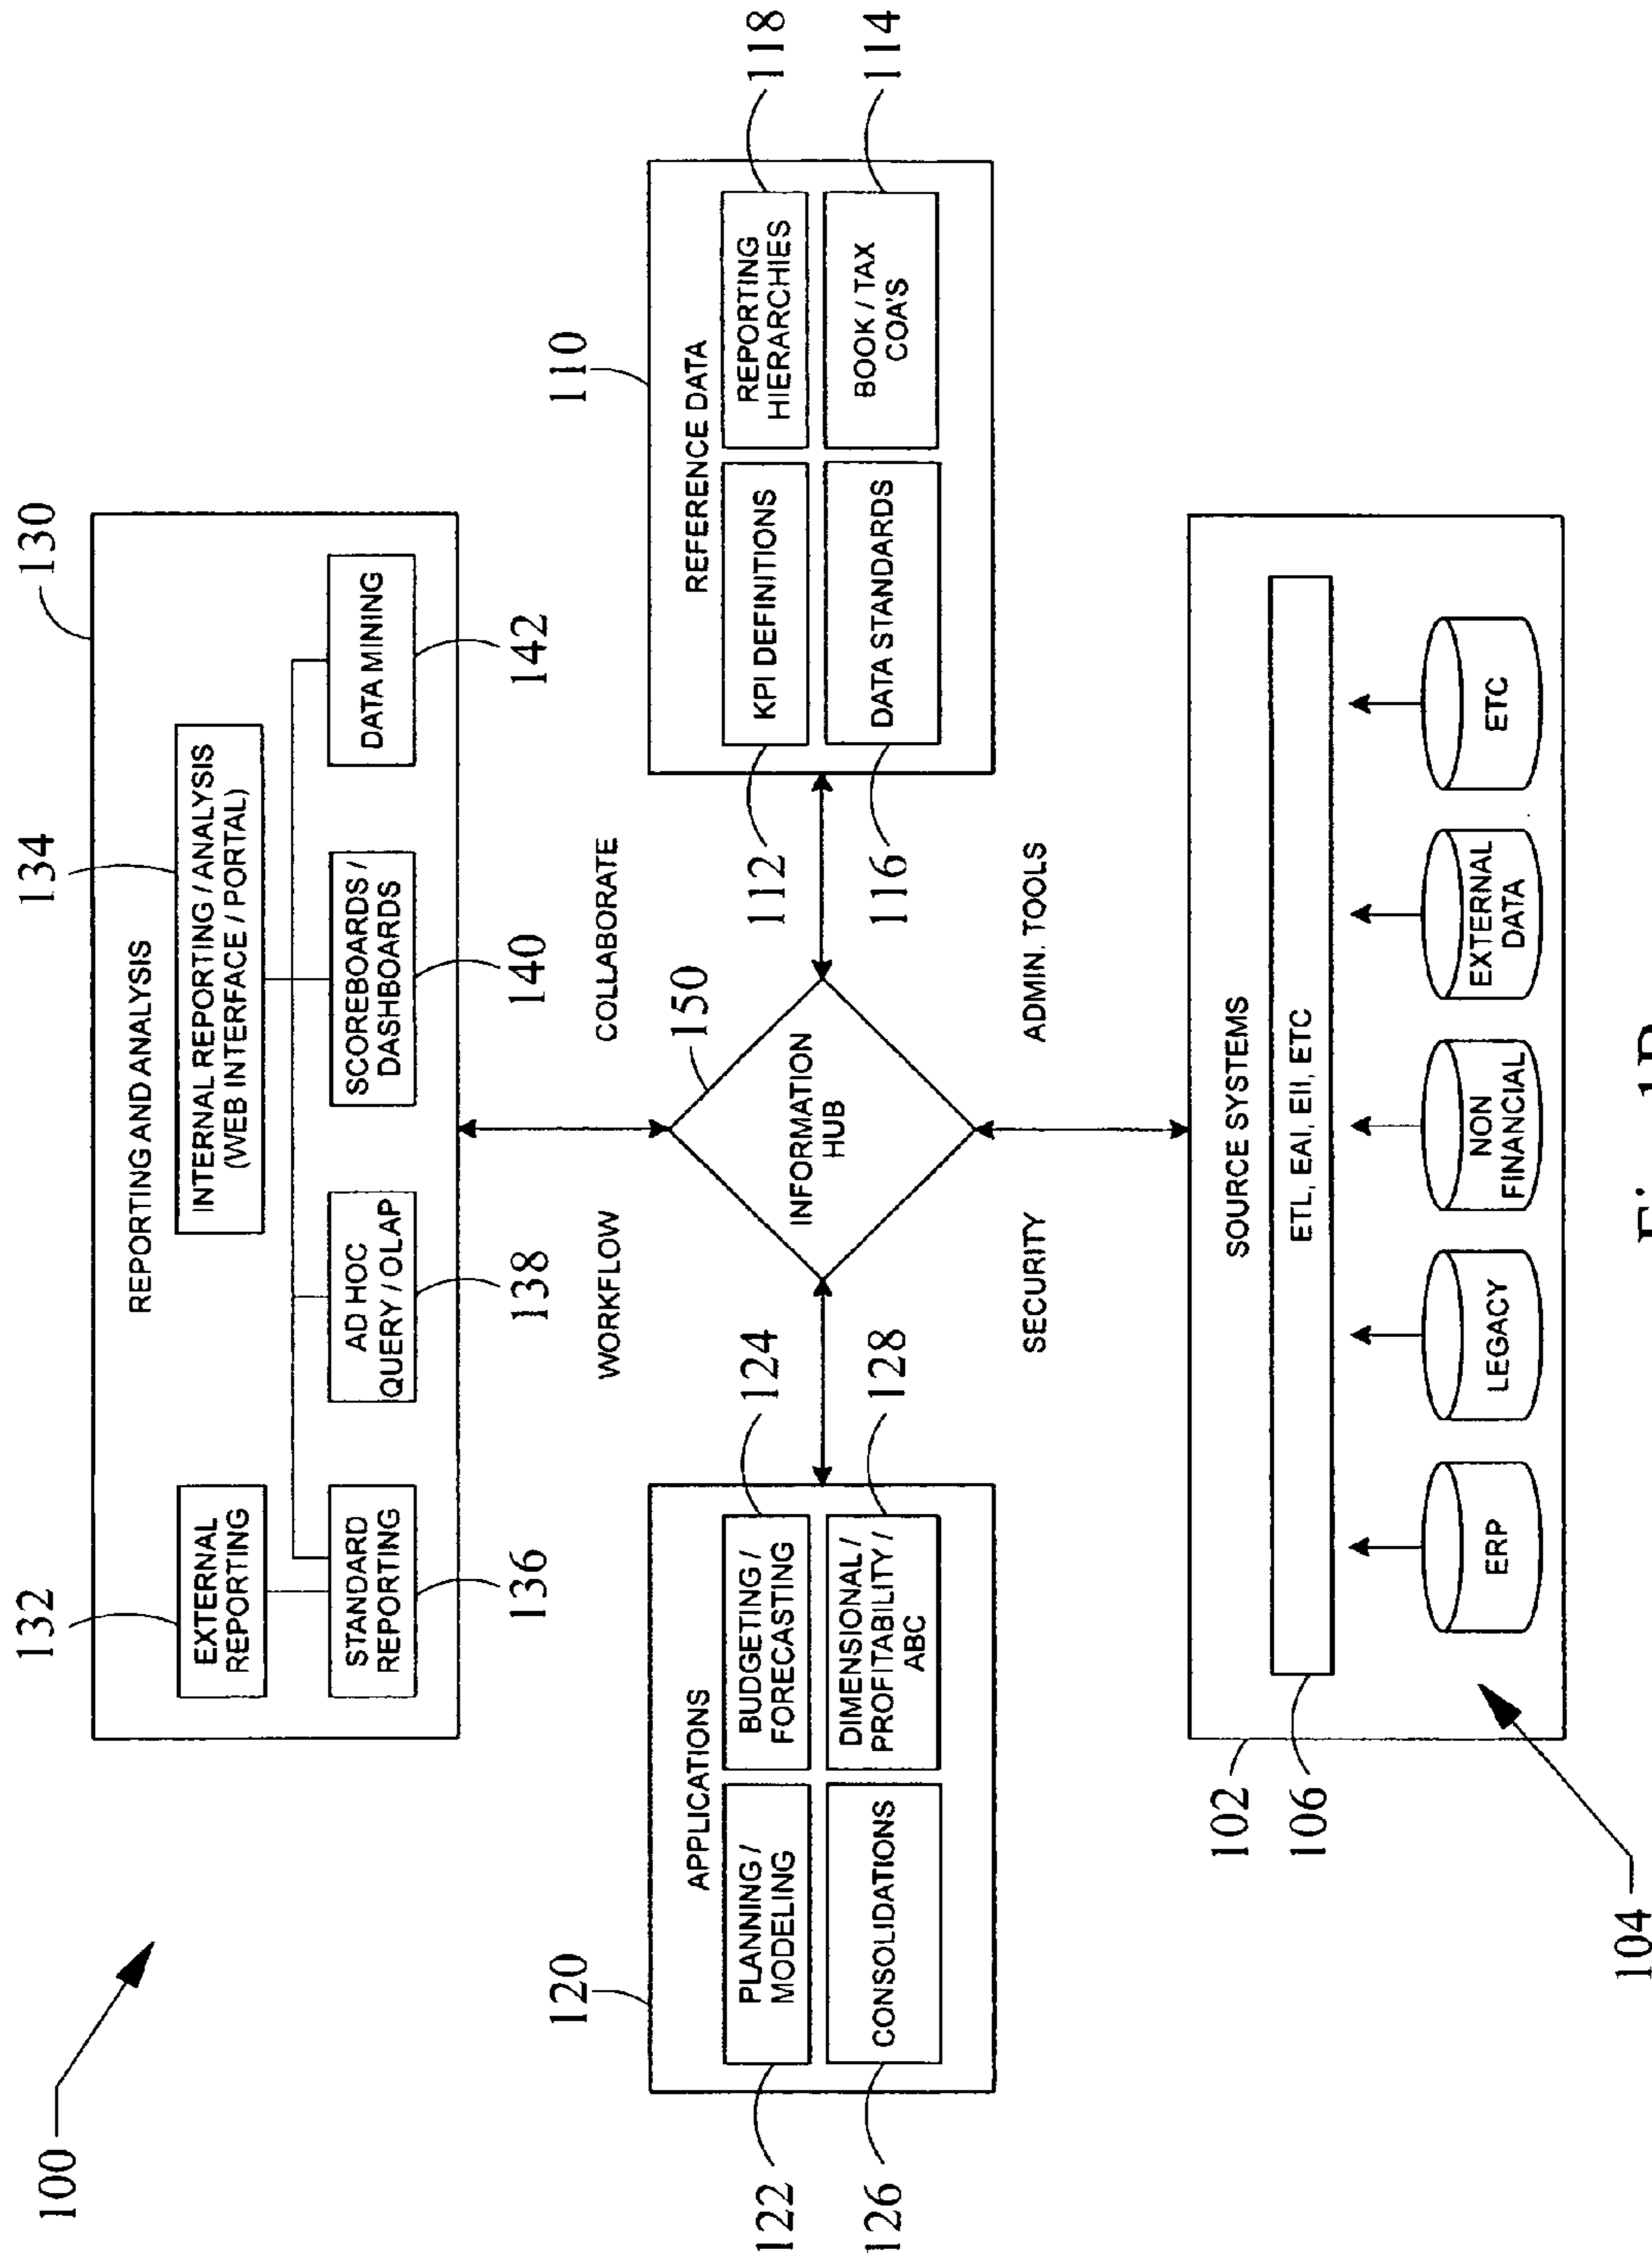 100
130
REPORTING AND ANALYSIS
132
EXTERNAL
REPORTING
134
INTERNAL REPORTING / ANALYSIS
(WEB INTERFACE / PORTAL)
STANDARD
REPORTING
136
AD HOC
QUERY / OLAP
138
SCOREBOARDS /
DASHBOARDS
140
DATA MINING
142
WORKFLOW
COLLABORATE
120
APPLICATIONS
122
PLANNING /
MODELING
BUDGETING /
FORECASTING
124
126
CONSOLIDATIONS
DIMENSIONAL /
PROFITABILITY /
ABC
128
150
INFORMATION
HUB
110
REFERENCE DATA
112
KPI DEFINITIONS
REPORTING
HIERARCHIES
118
116
DATA STANDARDS
BOOK / TAX
COA'S
114
SECURITY
ADMIN. TOOLS
102
SOURCE SYSTEMS
106
ETL, EAI, EII, ETC
104
ERP
LEGACY
NON
FINANCIAL
EXTERNAL
DATA
ETC